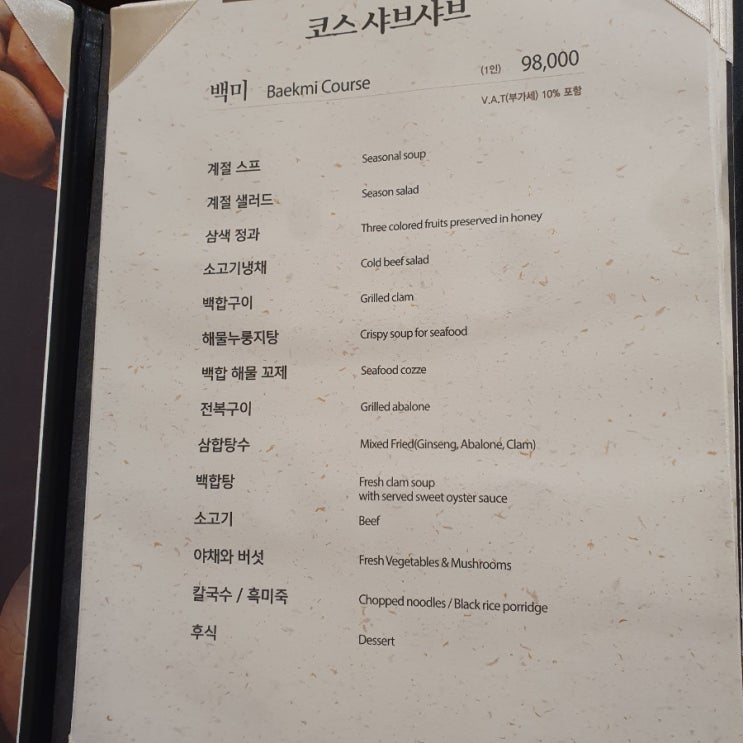 코스 샤브샤브
백미 Baekmi Course (1인) 98,000
V.A.T(부가세) 10% 포함
계절 스프 Seasonal soup
계절 샐러드 Season salad
삼색 정과 Three colored fruits preserved in honey
소고기냉채 Cold beef salad
백합구이 Grilled clam
해물누룽지탕 Crispy soup for seafood
백합 해물 꼬제 Seafood cozze
전복구이 Grilled abalone
삼합탕수 Mixed Fried(Ginseng, Abalone, Clam)
백합탕 Fresh clam soup
with served sweet oyster sauce
소고기 Beef
야채와 버섯 Fresh Vegetables & Mushrooms
칼국수 / 흑미죽 Chopped noodles / Black rice porridge
후식 Dessert